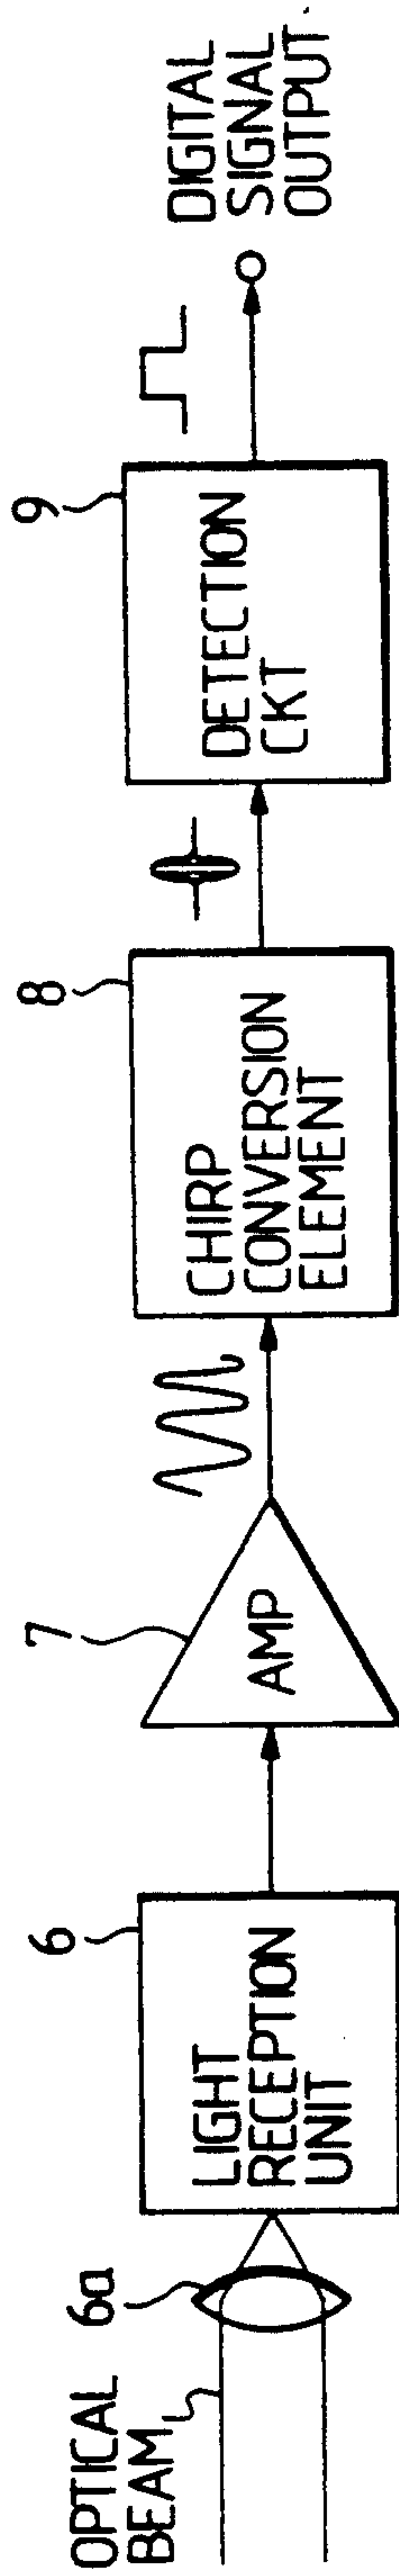 OPTICAL
BEAM
6a
6
LIGHT
RECEPTION
UNIT
7
AMP
8
CHIRP
CONVERSION
ELEMENT
9
DETECTION
CKT
DIGITAL
SIGNAL
OUTPUT